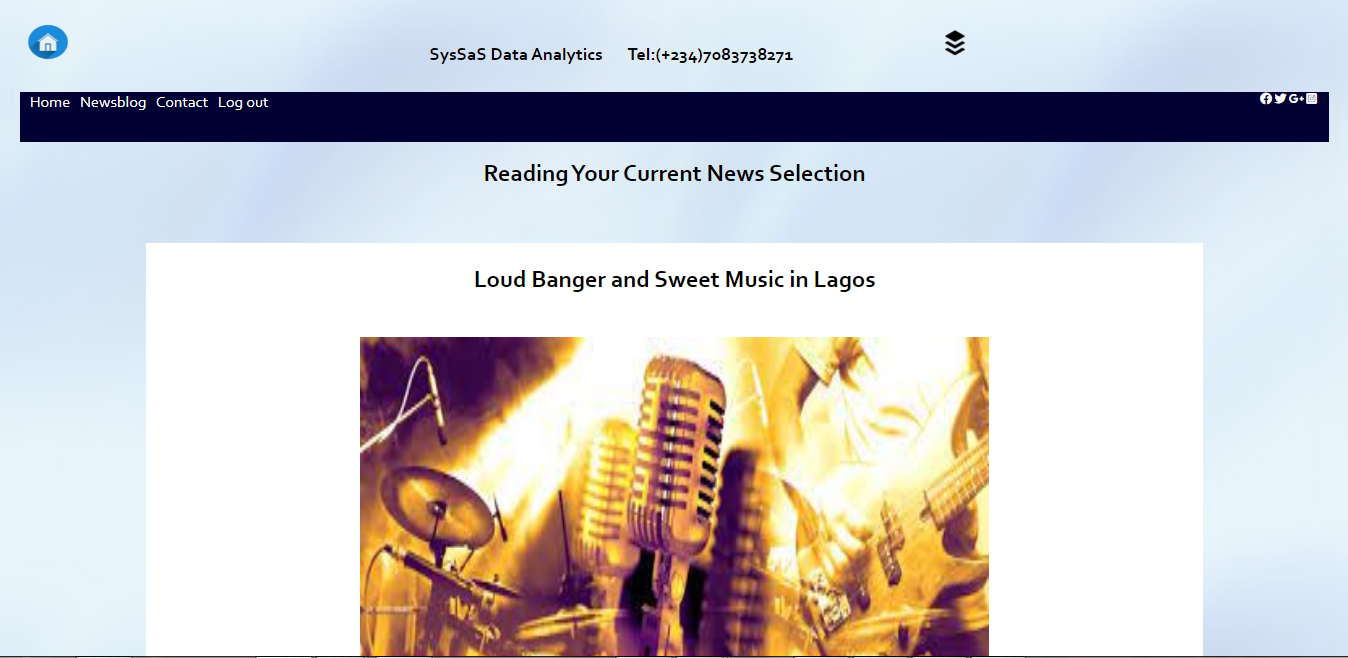 SysSaS Data Analytics Tel:(+234)7083738271
Home Newsblog Contact Log out
Reading Your Current News Selection
Loud Banger and Sweet Music in Lagos